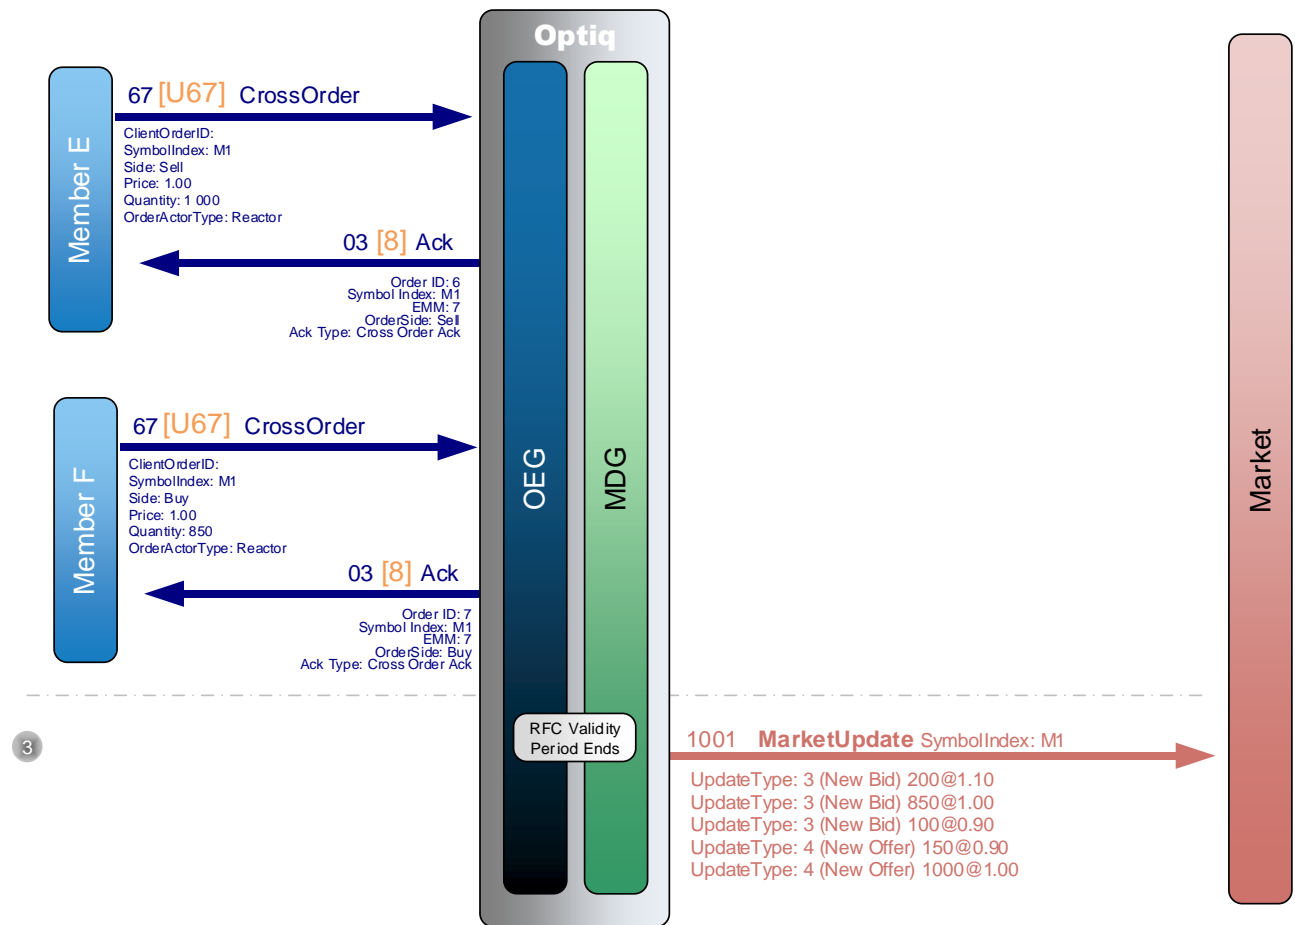 Optiq
67 [U67] CrossOrder
Member E
ClientOrderID:
SymbolIndex: M1
Side: Sell
Price: 1.00
Quantity: 1 000
OrderActorType: Reactor
03 [8] Ack
Order ID: 6
Symbol Index: M1
EMM: 7
OrderSide: Sell
Ack Type: Cross Order Ack
67 [U67] CrossOrder
Member F
ClientOrderID:
SymbolIndex: M1
Side: Buy
Price: 1.00
Quantity: 850
OrderActorType: Reactor
03 [8] Ack
Order ID: 7
Symbol Index: M1
EMM: 7
OrderSide: Buy
Ack Type: Cross Order Ack
OEG
MDG
Market
3
RFC Validity
Period Ends
1001 MarketUpdate SymbolIndex: M1
UpdateType: 3 (New Bid) 200@1.10
UpdateType: 3 (New Bid) 850@1.00
UpdateType: 3 (New Bid) 100@0.90
UpdateType: 4 (New Offer) 150@0.90
UpdateType: 4 (New Offer) 1000@1.00